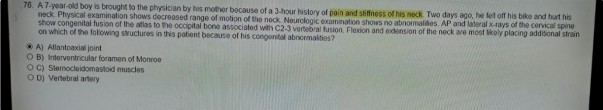 76. A 7-year-old boy is brought to the physician by his mother because of a 3-hour history of pain and stiffness of his neck. Two days ago, he fell off his bike and hurt his
neck. Physical examination shows decreased range of motion of the neck. Neurologic examination shows no abnormalities. AP and lateral x-rays of the cervical spine
show congenital fusion of the atlas to the occipital bone associated with C2-3 vertebral fusion. Flexion and extension of the neck are most likely placing additional strain
on which of the following structures in this patient because of his congenital abnormalities?
A) Atlantoaxial joint
B) Interventricular foramen of Monroe
C) Sternocleidomastoid muscles
D) Vertebral artery